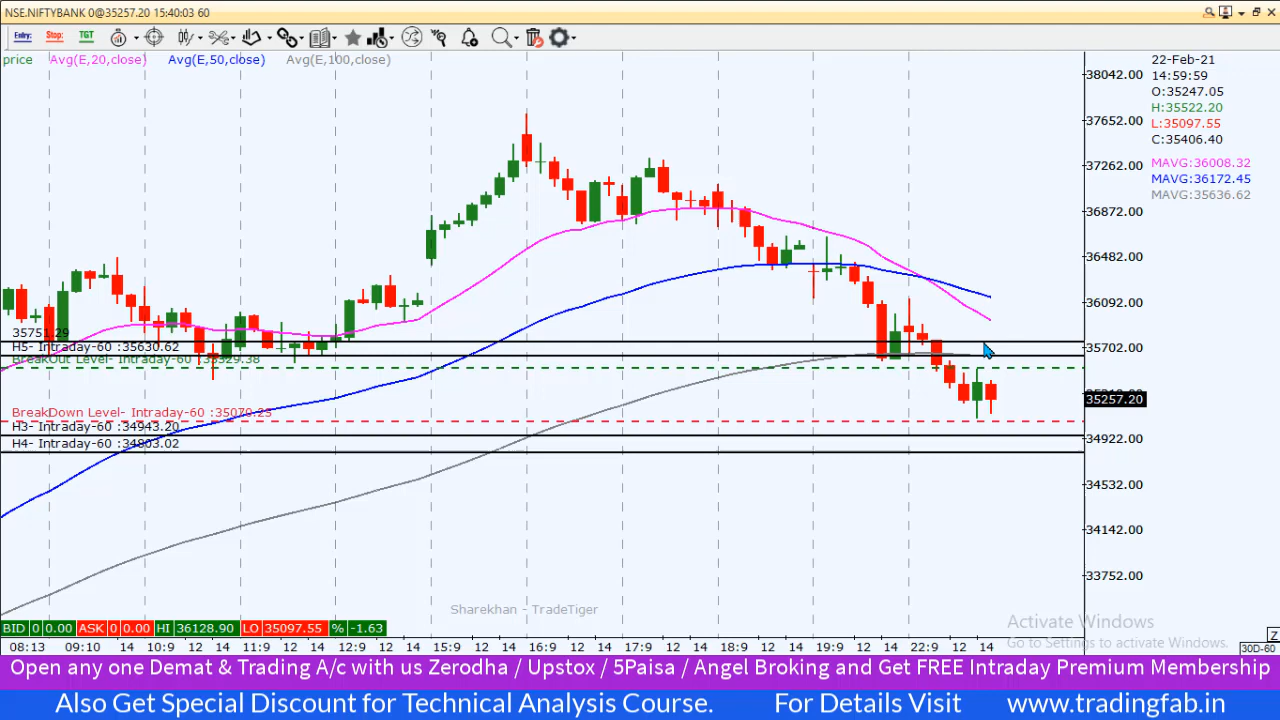 NSE.NIFTYBANK 0@35257.20 15:40:03 60
Entry: Stop: TGT
price Avg(E,20,close) Avg(E,50,close) Avg(E,100,close)
22-Feb-21
14:59:59
O:35247.05
H:35522.20
L:35097.55
C:35406.40
MAVG:36008.32
MAVG:36172.45
MAVG:35636.62
38042.00
37652.00
37262.00
36872.00
36482.00
36092.00
35702.00
35257.20
34922.00
34532.00
34142.00
33752.00
35751.29
H5- Intraday-60 :35630.62
BreakOut Level- Intraday-60 :35529.38
BreakDown Level- Intraday-60 :35070.25
H3- Intraday-60 :34943.20
H4- Intraday-60 :34803.02
Sharekhan - TradeTiger
Activate Windows
Go to Settings to activate Windows.
BID 0 0.00 ASK 0 0.00 HI 36128.90 LO 35097.55 % -1.63
Z
08:13 12 14 09:10 12 14 10:9 12 14 11:9 12 14 12:9 12 14 15:9 12 14 16:9 12 14 17:9 12 14 18:9 12 14 19:9 12 14 22:9 12 14
30D-60
Open any one Demat & Trading A/c with us Zerodha / Upstox / 5Paisa / Angel Broking and Get FREE Intraday Premium Membership
Also Get Special Discount for Technical Analysis Course. For Details Visit www.tradingfab.in